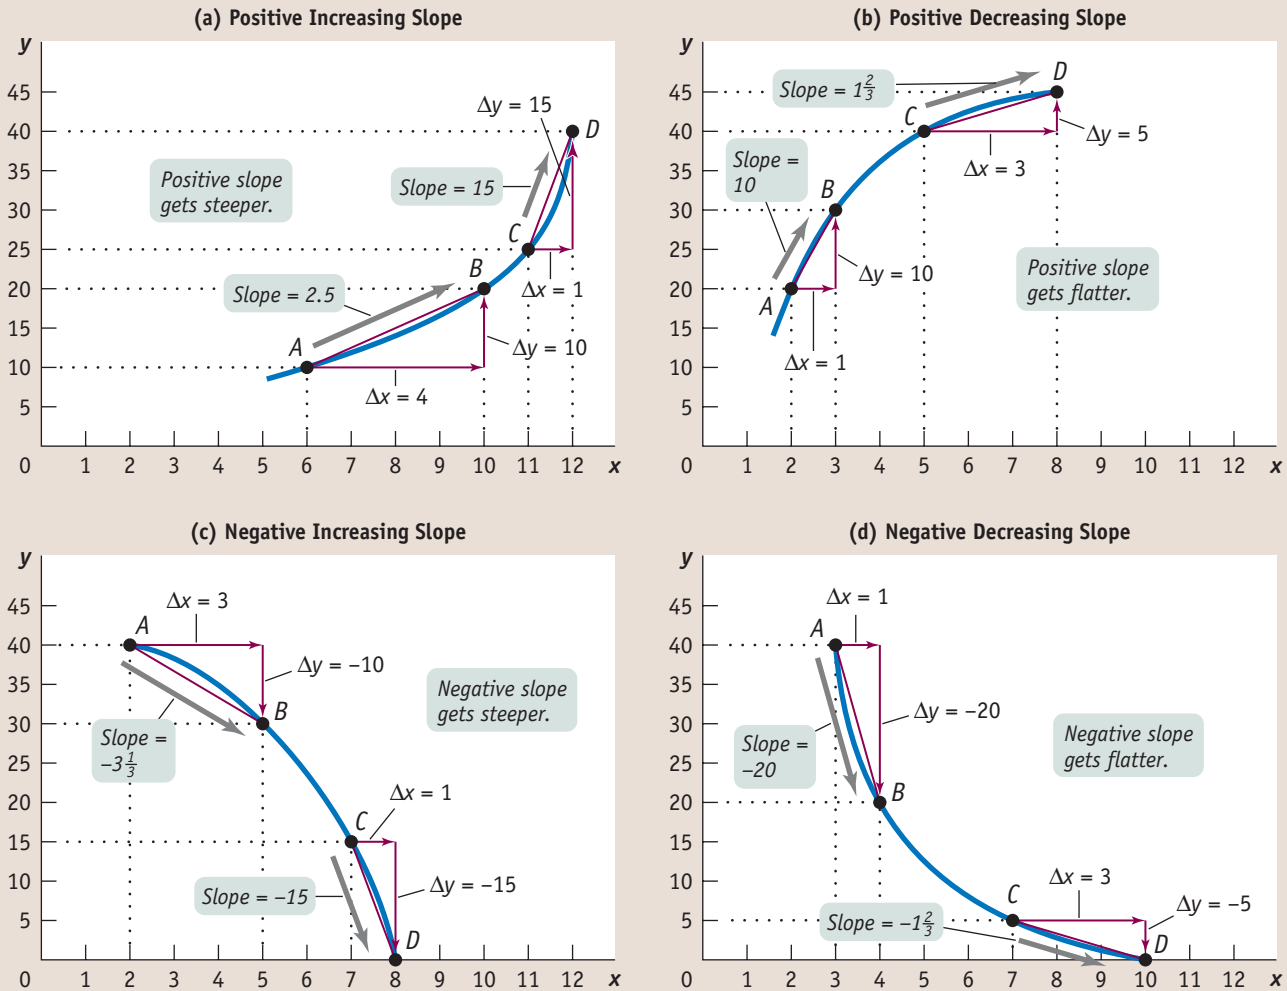 (a) Positive Increasing Slope
y
45
40
35
30
25
20
15
10
5
0
1 2 3 4 5 6 7 8 9 10 11 12 x
Δy = 15
D
Positive slope
gets steeper.
Slope = 15
C
B
Δx = 1
Slope = 2.5
A
Δy = 10
Δx = 4
(b) Positive Decreasing Slope
y
45
40
35
30
25
20
15
10
5
0
1 2 3 4 5 6 7 8 9 10 11 12 x
Slope = 1 2/3
D
C
Δy = 5
Δx = 3
Slope =
10
B
Δy = 10
Positive slope
gets flatter.
A
Δx = 1
(c) Negative Increasing Slope
y
45
40
35
30
25
20
15
10
5
0
1 2 3 4 5 6 7 8 9 10 11 12 x
Δx = 3
A
Δy = –10
Negative slope
gets steeper.
B
Slope =
–3 1/3
Δx = 1
C
Slope = –15
Δy = –15
D
(d) Negative Decreasing Slope
y
45
40
35
30
25
20
15
10
5
0
1 2 3 4 5 6 7 8 9 10 11 12 x
Δx = 1
A
Δy = –20
Negative slope
gets flatter.
Slope =
–20
B
Δx = 3
C
Δy = –5
Slope = –1 2/3
D